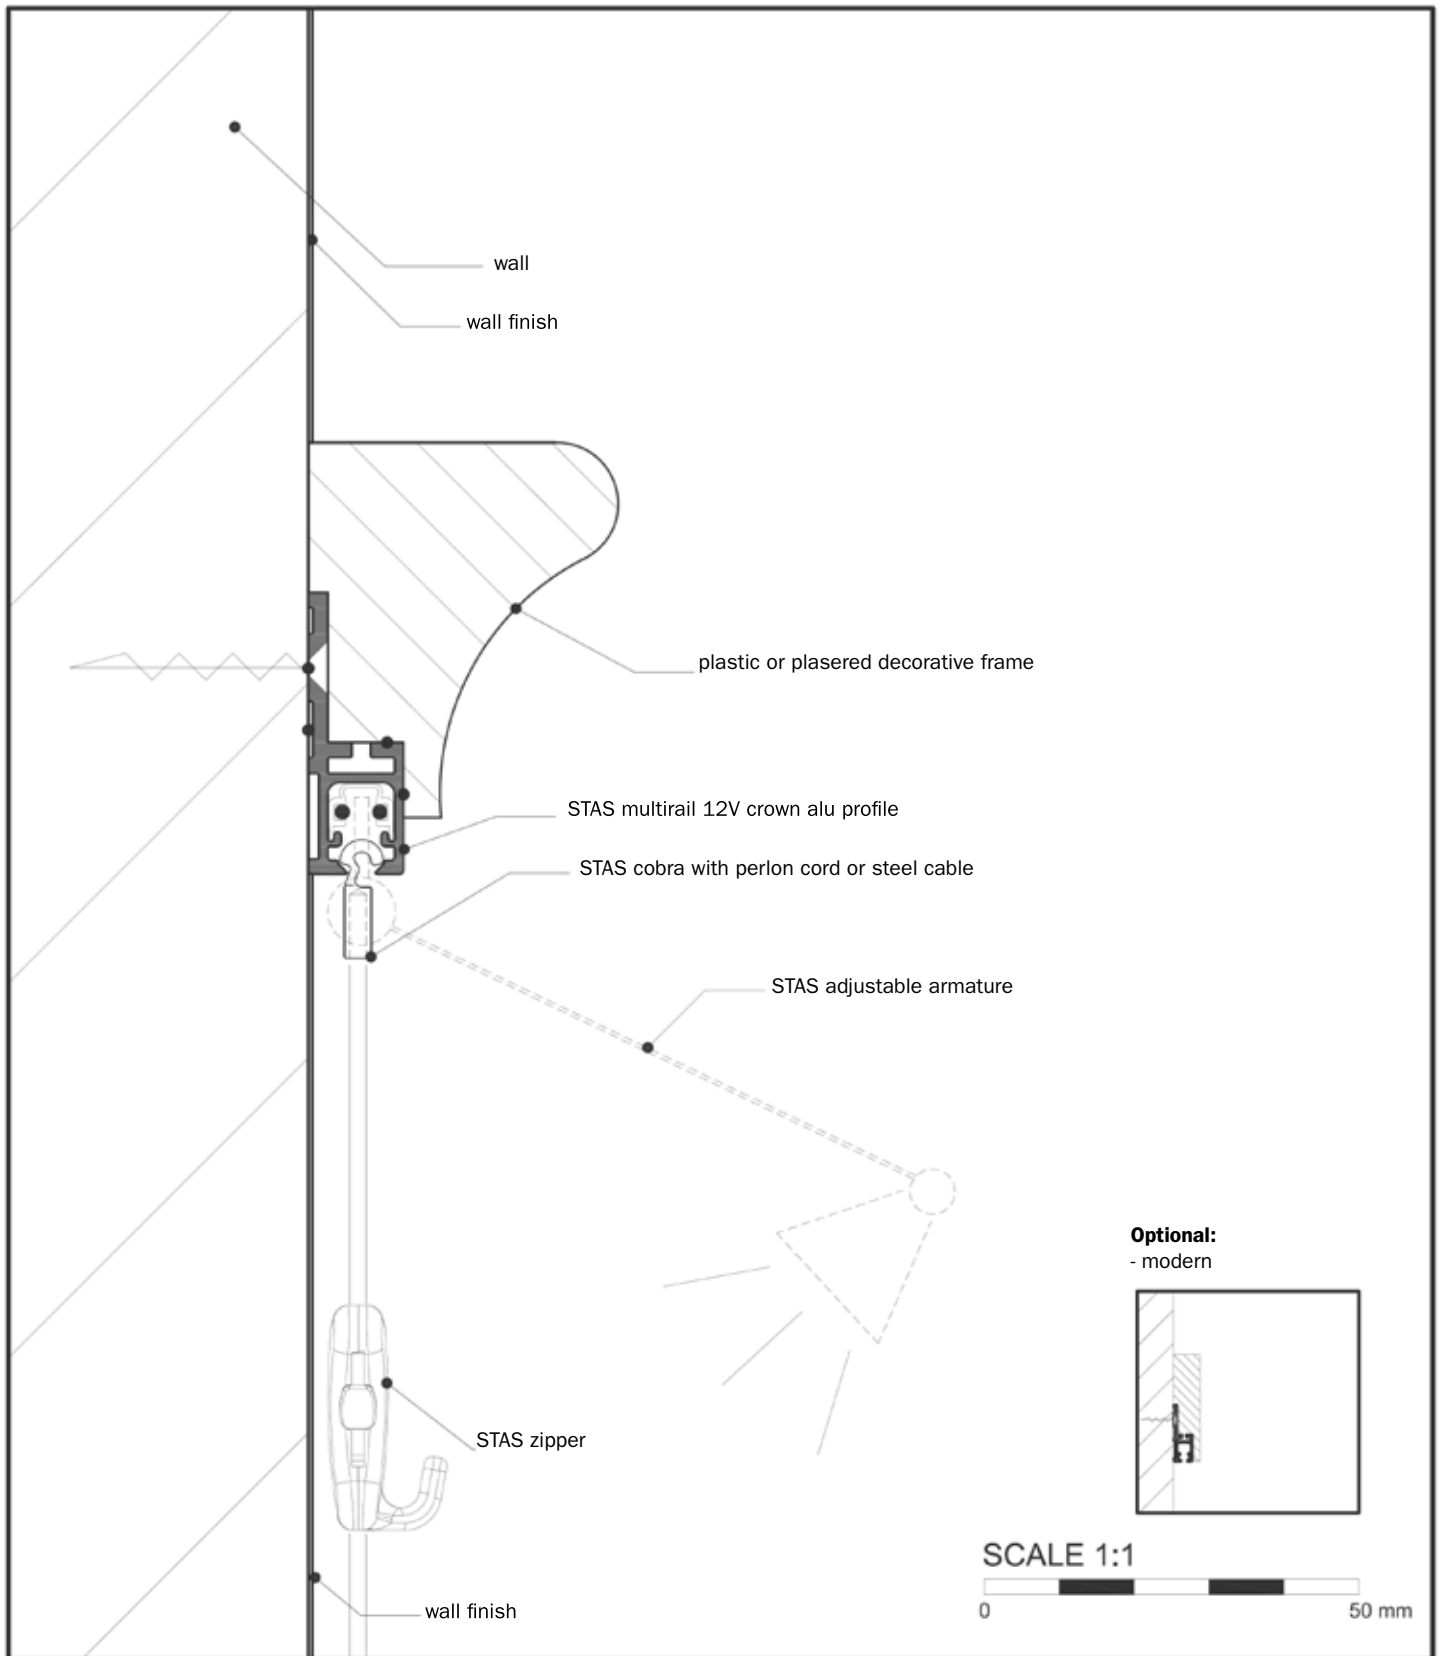 wall
wall finish
plastic or plasered decorative frame
STAS multirail 12V crown alu profile
STAS cobra with perlon cord or steel cable
STAS adjustable armature
Optional:
- modern
STAS zipper
SCALE 1:1
0 50 mm
wall finish